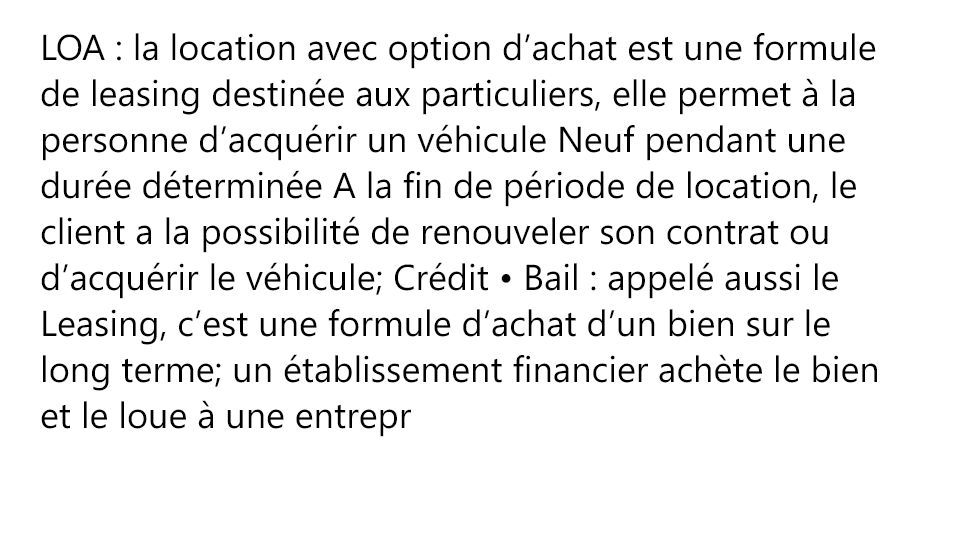 LOA : la location avec option d’achat est une formule
de leasing destinée aux particuliers, elle permet à la
personne d’acquérir un véhicule Neuf pendant une
durée déterminée A la fin de période de location, le
client a la possibilité de renouveler son contrat ou
d’acquérir le véhicule; Crédit • Bail : appelé aussi le
Leasing, c’est une formule d’achat d’un bien sur le
long terme; un établissement financier achète le bien
et le loue à une entrepr